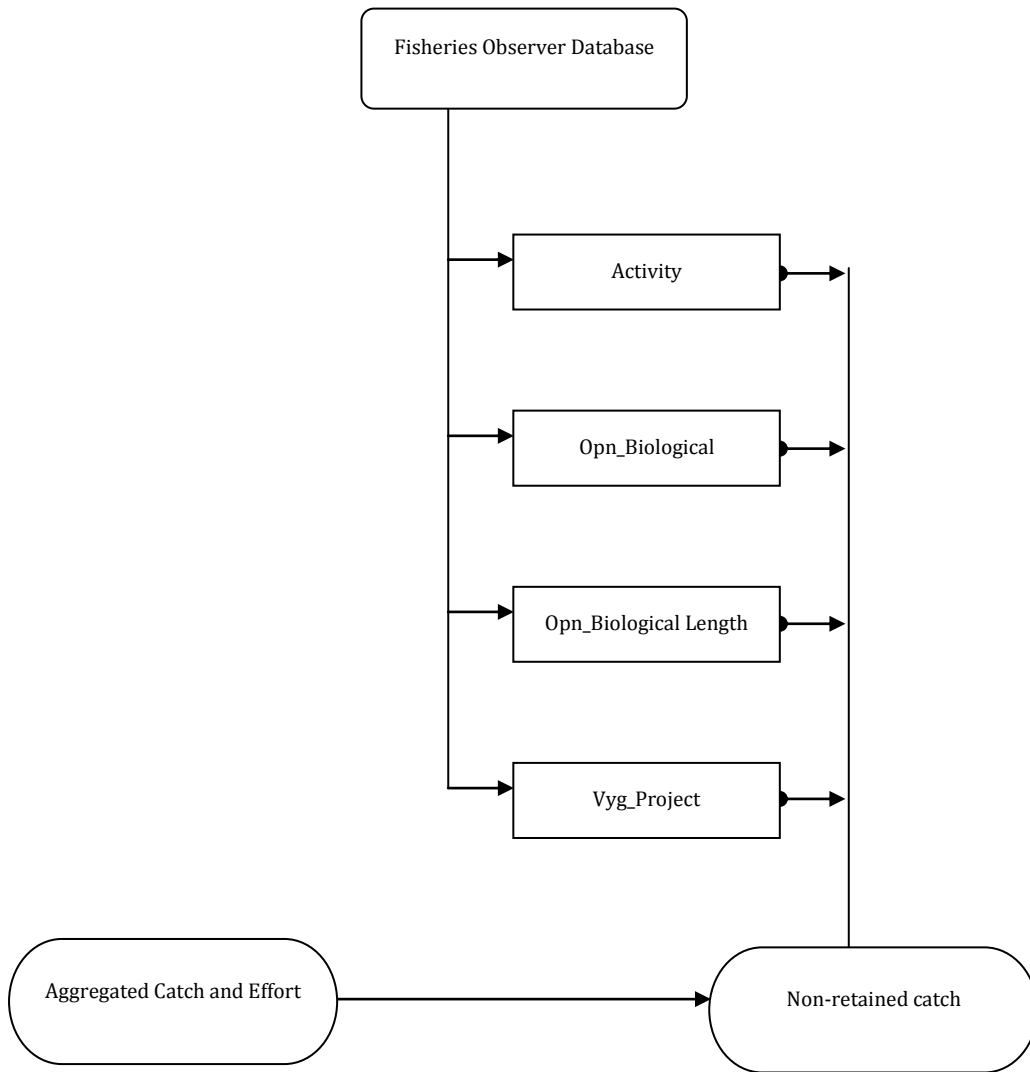 Fisheries Observer Database
Activity
Opn_Biological
Opn_Biological Length
Vyg_Project
Aggregated Catch and Effort
Non-retained catch